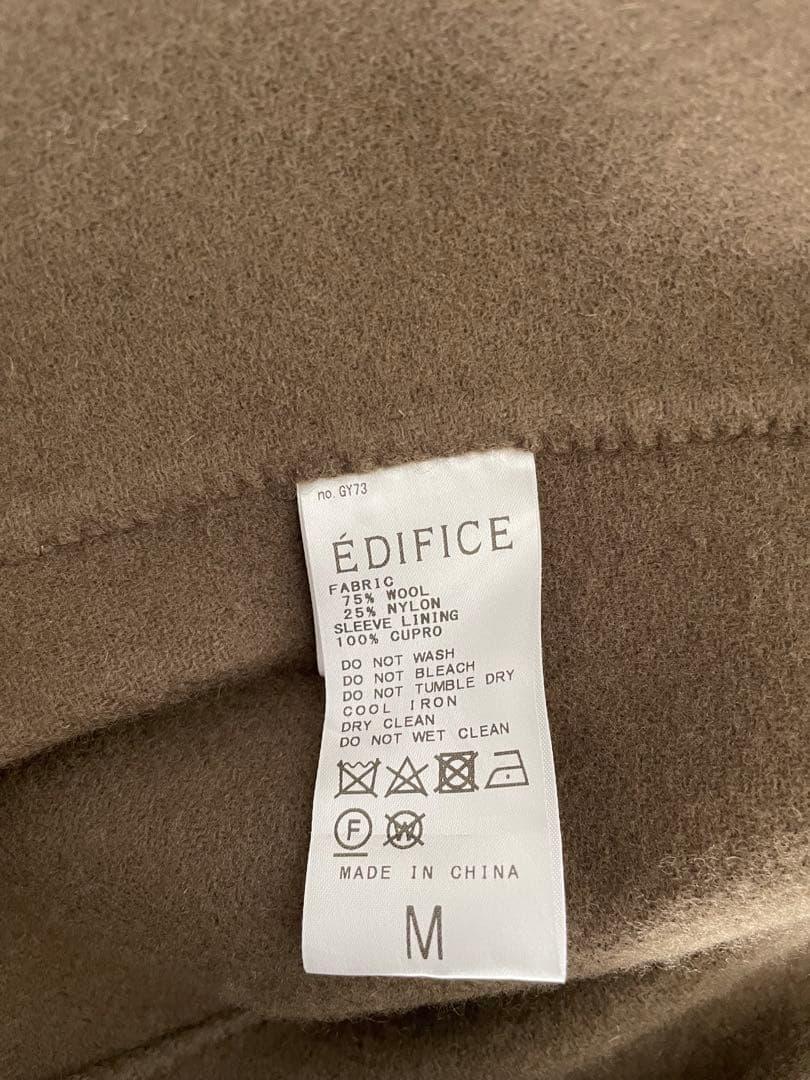 no. GY73
ÉDIFICE
FABRIC
75% WOOL
25% NYLON
SLEEVE LINING
100% CUPRO
DO NOT WASH
DO NOT BLEACH
DO NOT TUMBLE DRY
COOL IRON
DRY CLEAN
DO NOT WET CLEAN
F W
MADE IN CHINA
M